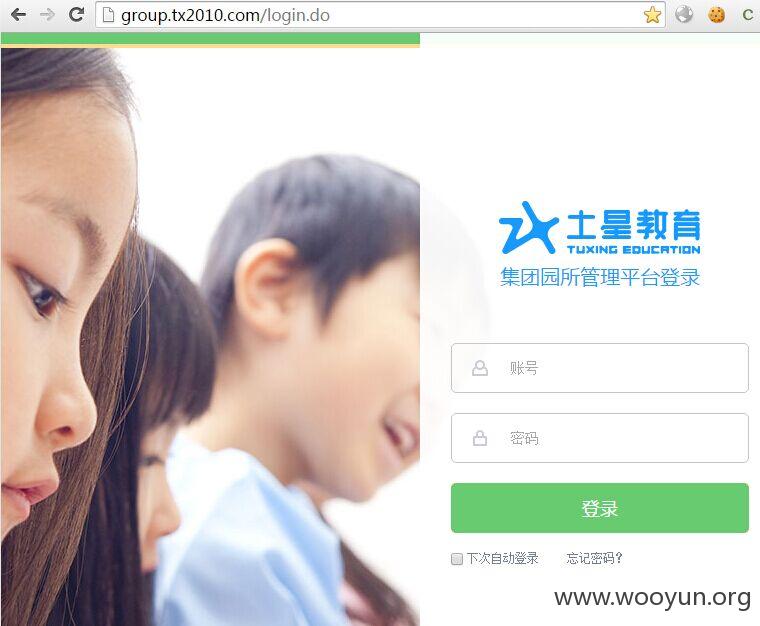 group.tx2010.com/login.do
C
土星教育
TUXING EDUCATION
集团园所管理平台登录
账号
密码
登录
下次自动登录 忘记密码?
www.wooyun.org